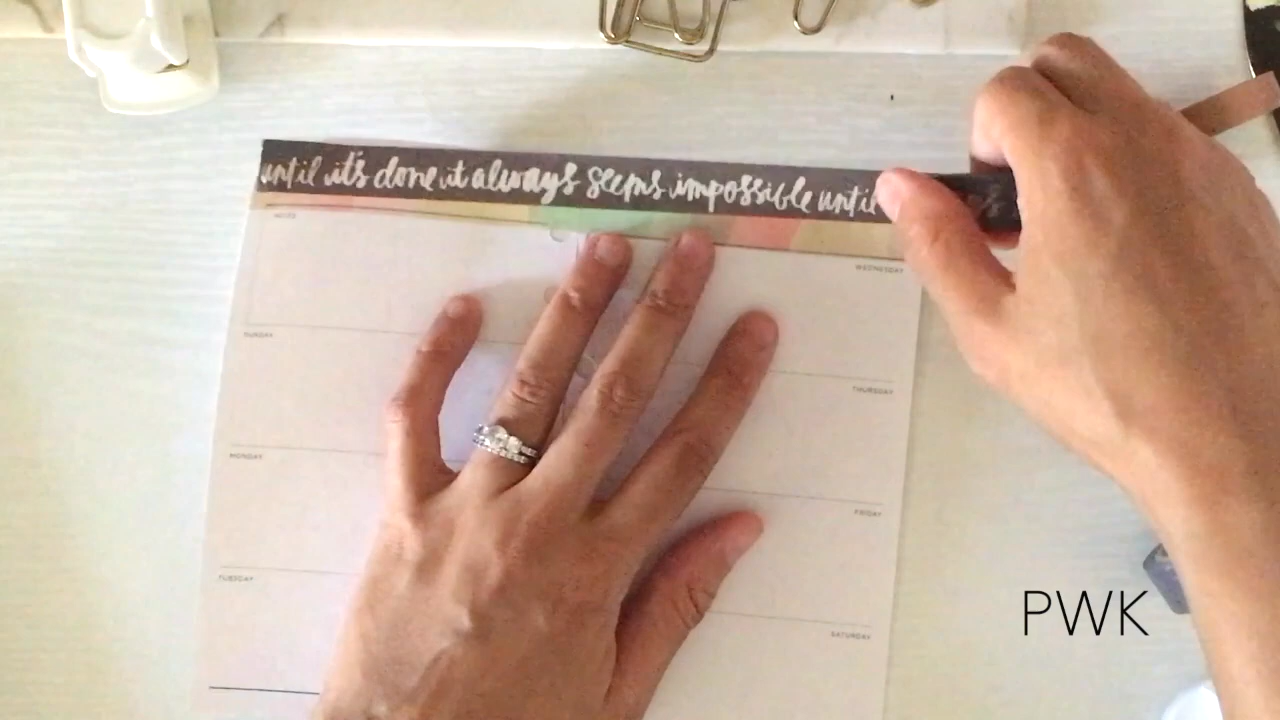 until it's done it always seems impossible until
NOTES
WEDNESDAY
SUNDAY
THURSDAY
MONDAY
FRIDAY
TUESDAY
SATURDAY
PWK